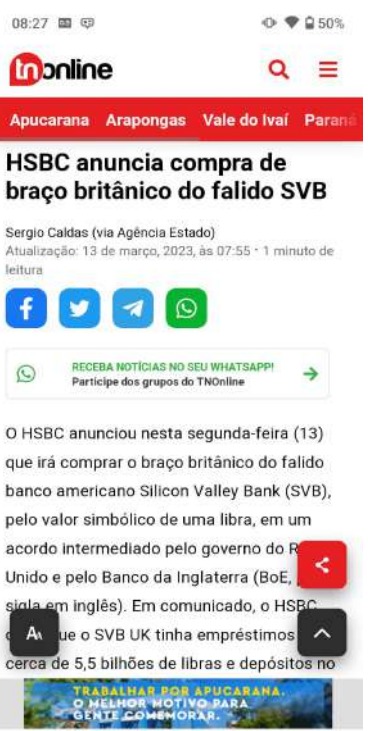 08:27 50%
tnonline
Apucarana Arapongas Vale do Ivaí Paraná
HSBC anuncia compra de
braço britânico do falido SVB
Sergio Caldas (via Agência Estado)
Atualização: 13 de março, 2023, às 07:55 · 1 minuto de
leitura
RECEBA NOTÍCIAS NO SEU WHATSAPP!
Participe dos grupos do TNOnline
O HSBC anunciou nesta segunda-feira (13)
que irá comprar o braço britânico do falido
banco americano Silicon Valley Bank (SVB),
pelo valor simbólico de uma libra, em um
acordo intermediado pelo governo do R
Unido e pelo Banco da Inglaterra (BoE,
sigla em inglês). Em comunicado, o HSBC
ue o SVB UK tinha empréstimos
cerca de 5,5 bilhões de libras e depósitos no
TRABALHAR POR APUCARANA.
O MELHOR MOTIVO PARA
GENTE COMEMORAR.